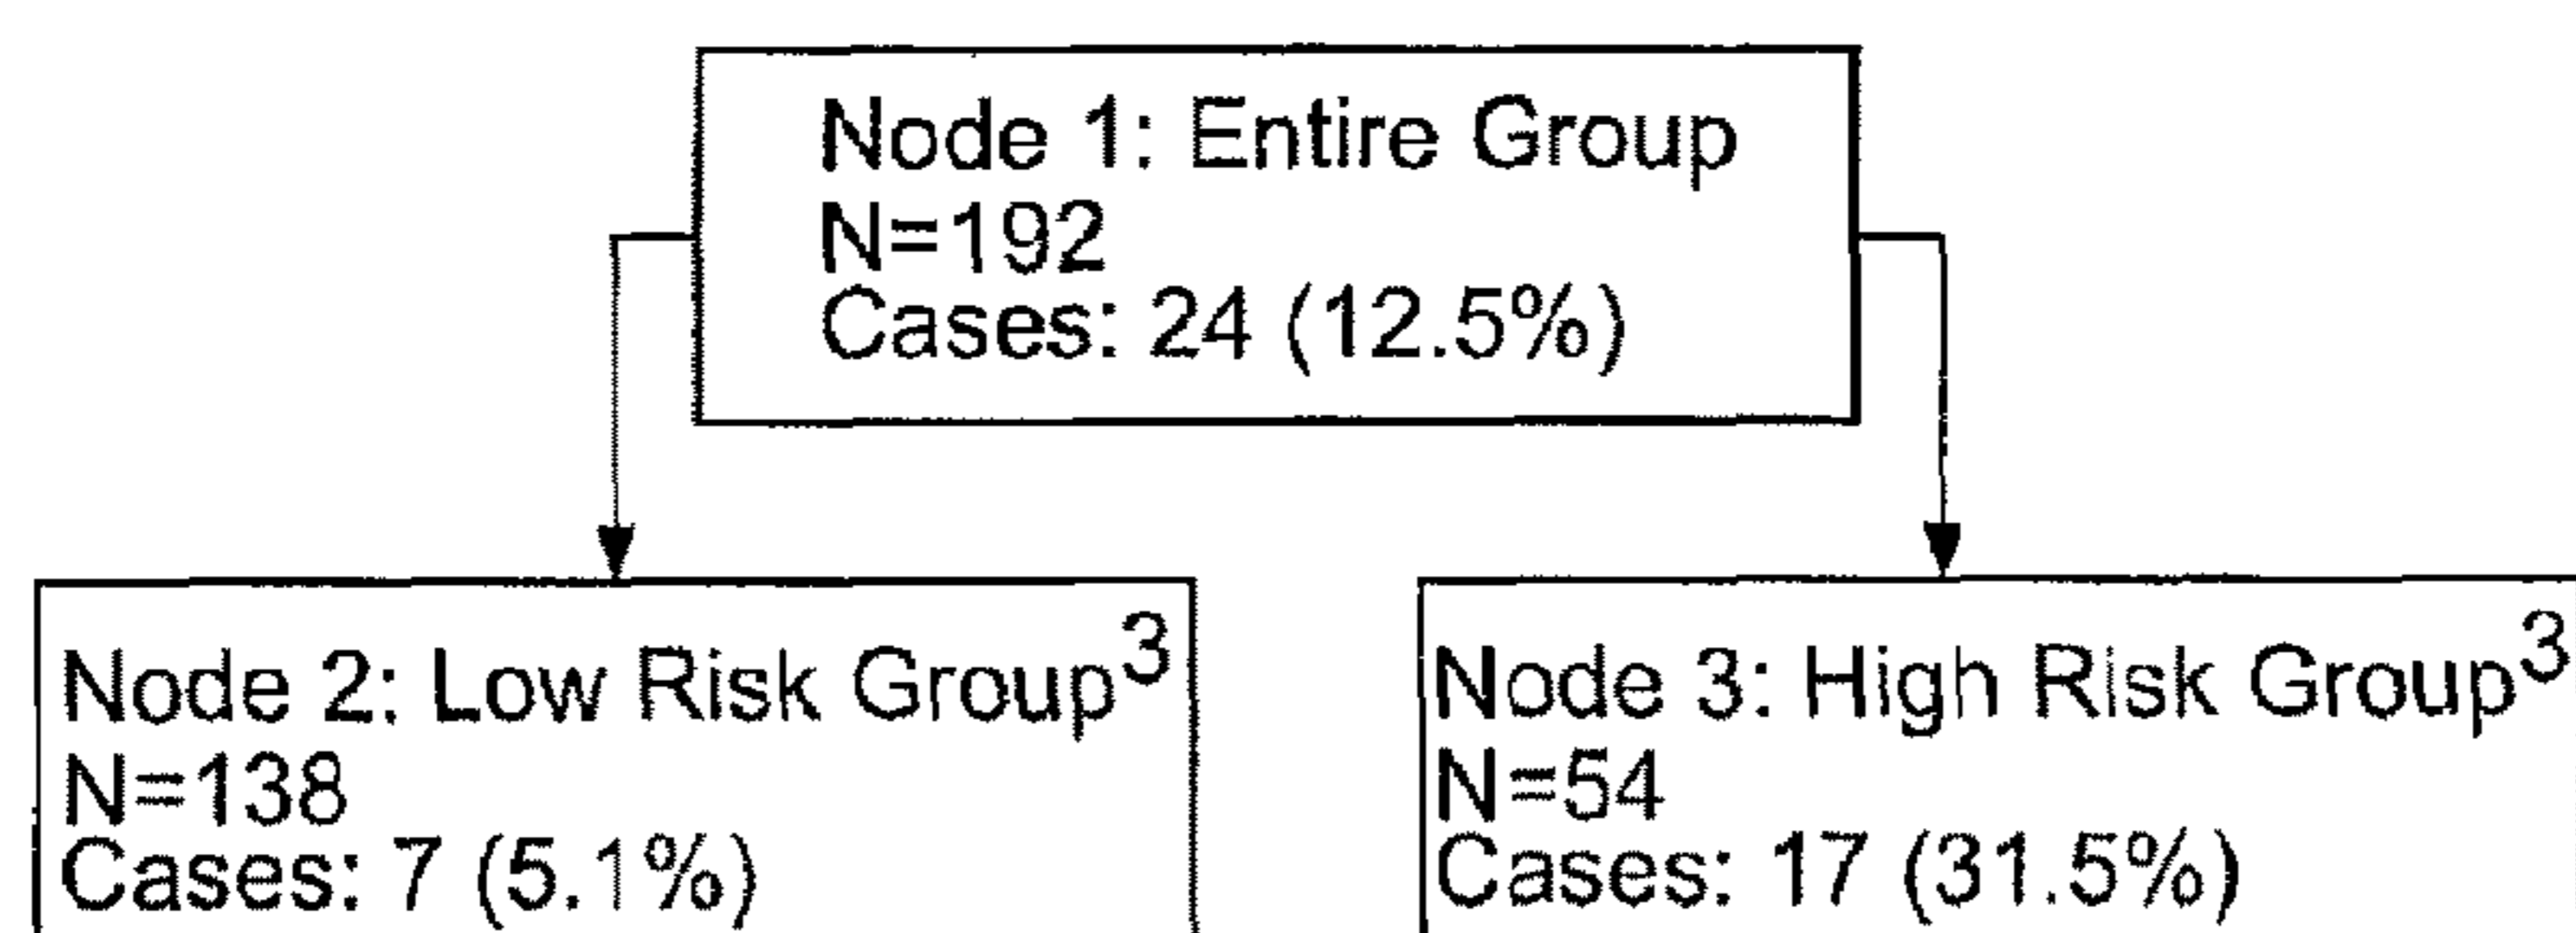 Node 1: Entire Group
N=192
Cases: 24 (12.5%)
Node 2: Low Risk Group³
N=138
Cases: 7 (5.1%)
Node 3: High Risk Group³
N=54
Cases: 17 (31.5%)